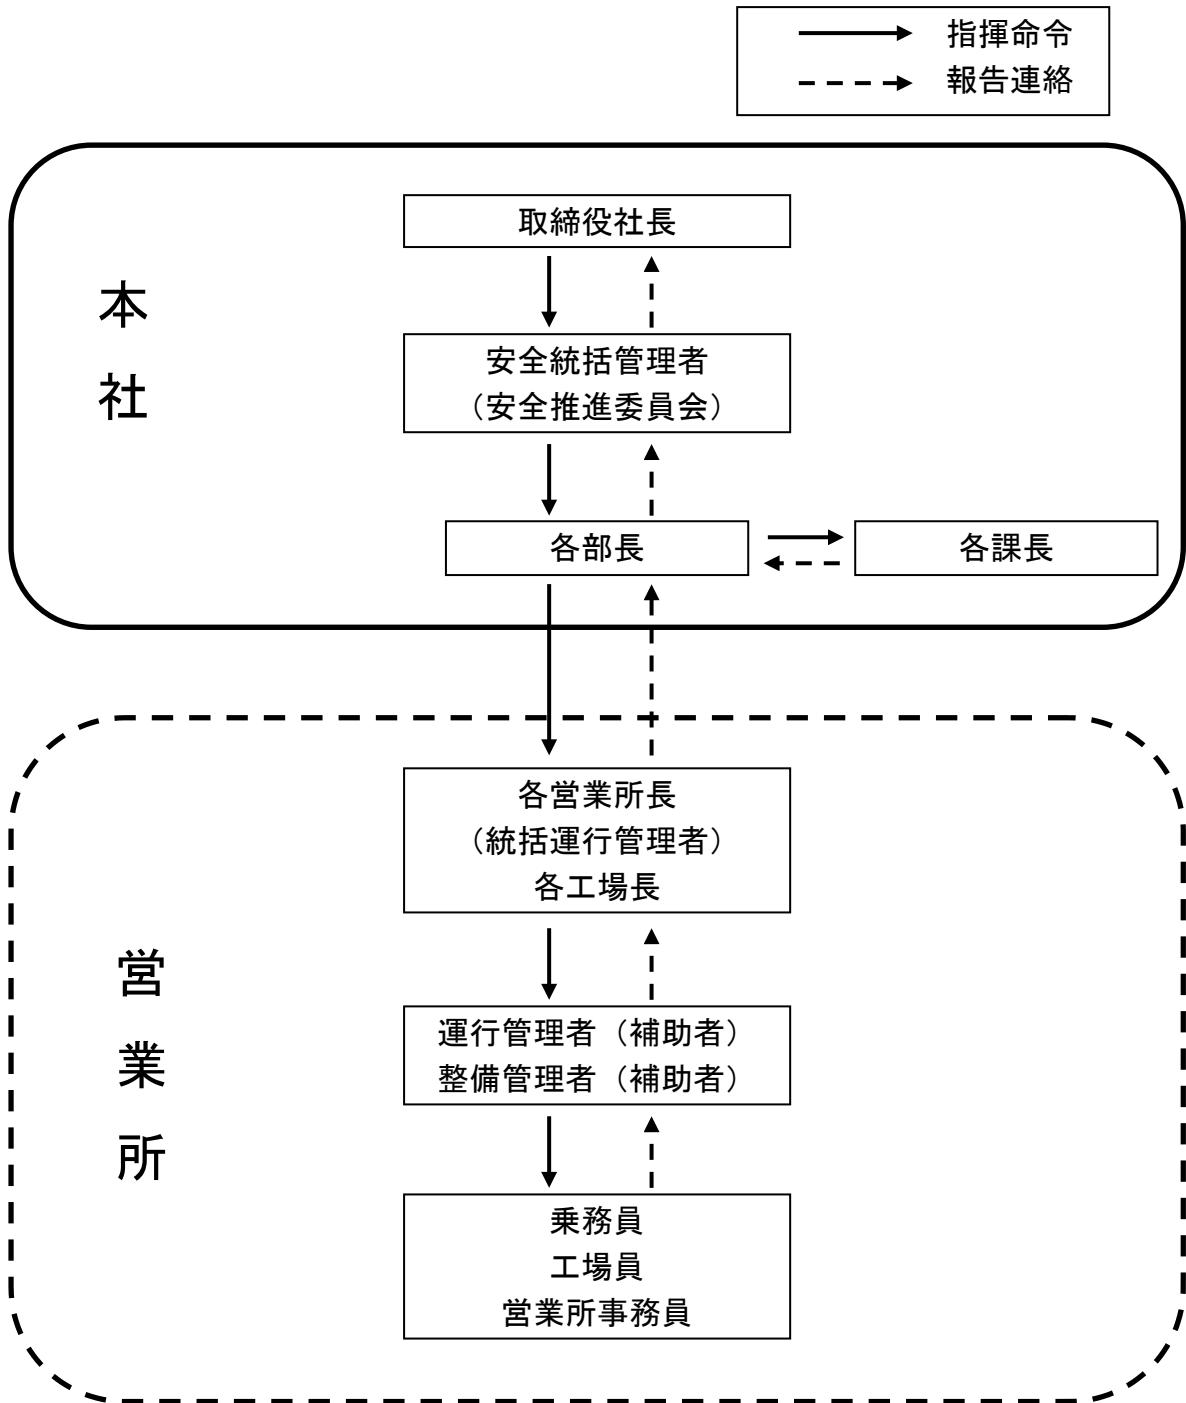 指揮命令
報告連絡
本社
取締役社長
安全統括管理者
（安全推進委員会）
各部長
各課長
営業所
各営業所長
（統括運行管理者）
各工場長
運行管理者（補助者）
整備管理者（補助者）
乗務員
工場員
営業所事務員